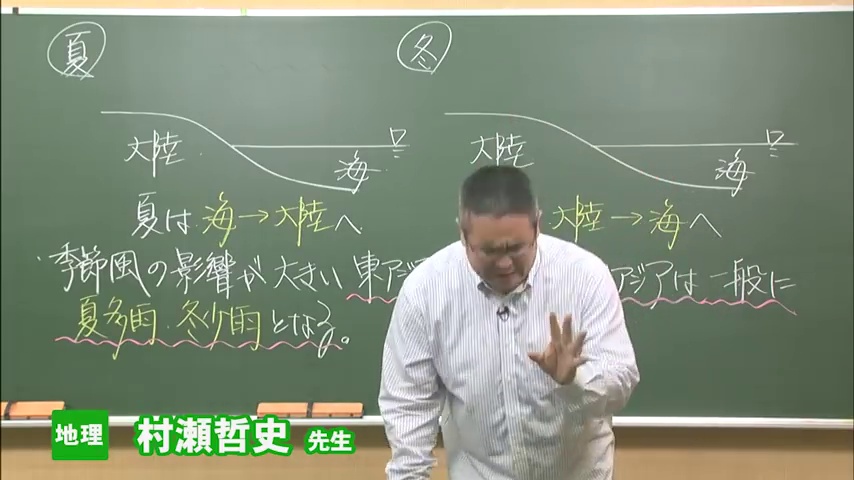 夏
冬
大陸
海
大陸
海
夏は 海→大陸へ
大陸→海へ
季節風の影響が大きい東アジ
アジアは一般に
夏多雨、冬少雨となる。
地理 村瀬哲史 先生